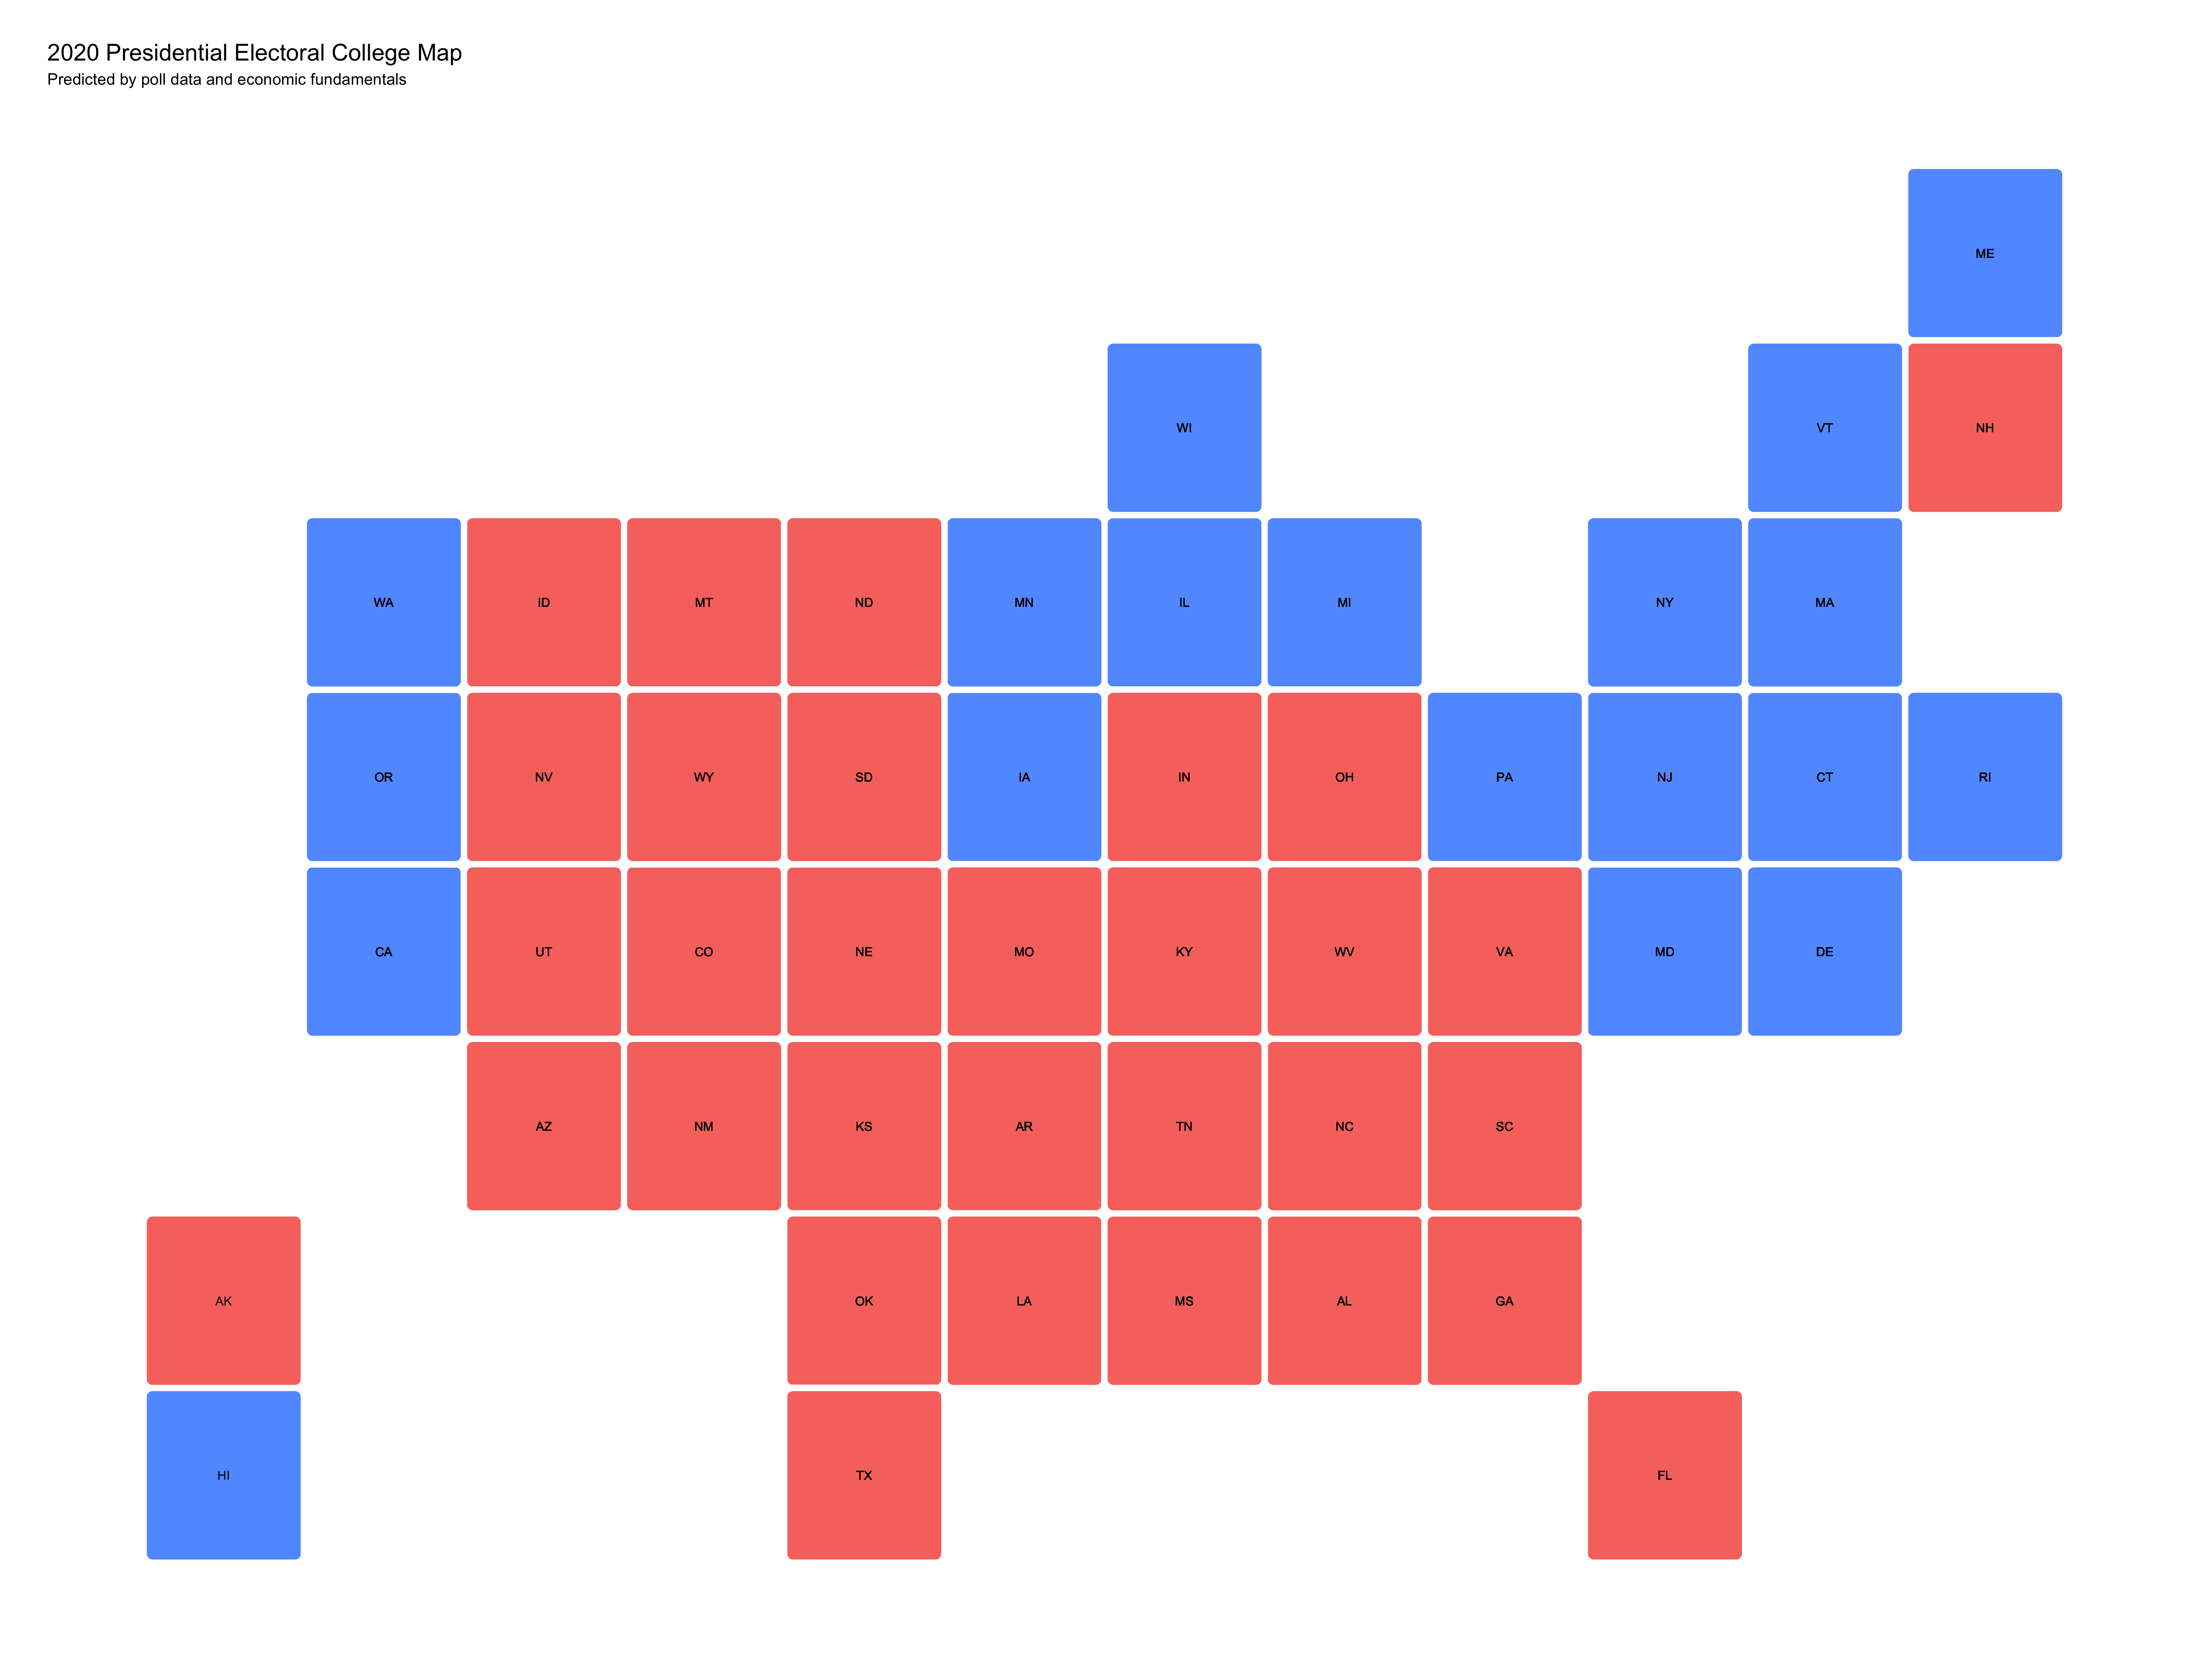 2020 Presidential Electoral College Map
Predicted by poll data and economic fundamentals
ME
WI VT NH
WA ID MT ND MN IL MI NY MA
OR NV WY SD IA IN OH PA NJ CT RI
CA UT CO NE MO KY WV VA MD DE
AZ NM KS AR TN NC SC
AK OK LA MS AL GA
HI TX FL